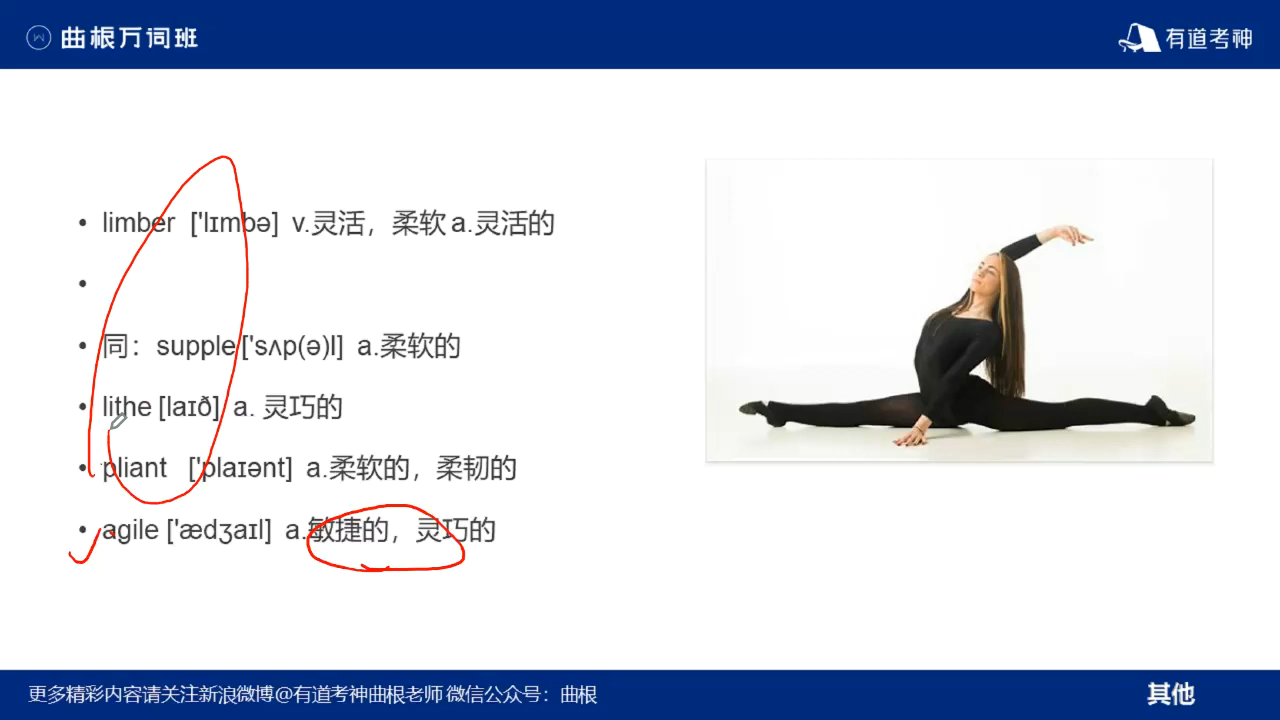 曲根万词班
有道考神
• limber ['lɪmbə] v.灵活，柔软 a.灵活的
•
• 同：supple ['sʌp(ə)l] a.柔软的
• lithe [laɪð] a. 灵巧的
• pliant ['plaɪənt] a.柔软的，柔韧的
• agile ['ædʒaɪl] a.敏捷的，灵巧的
更多精彩内容请关注新浪微博@有道考神曲根老师 微信公众号：曲根
其他